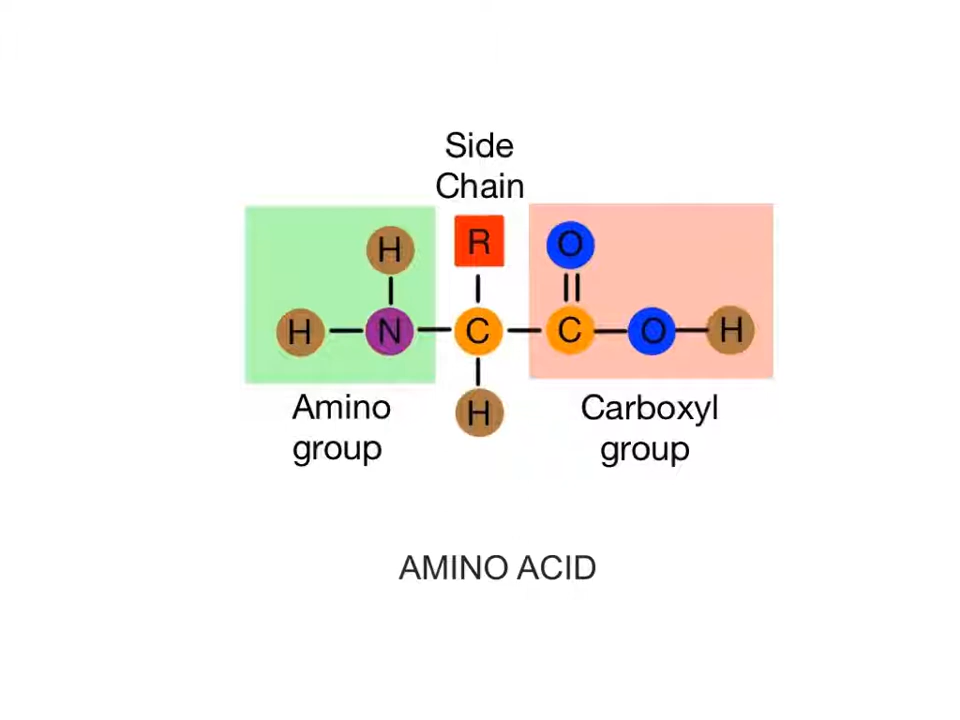 Side
Chain
H R O
H N C C O H
H
Amino
group
Carboxyl
group
AMINO ACID